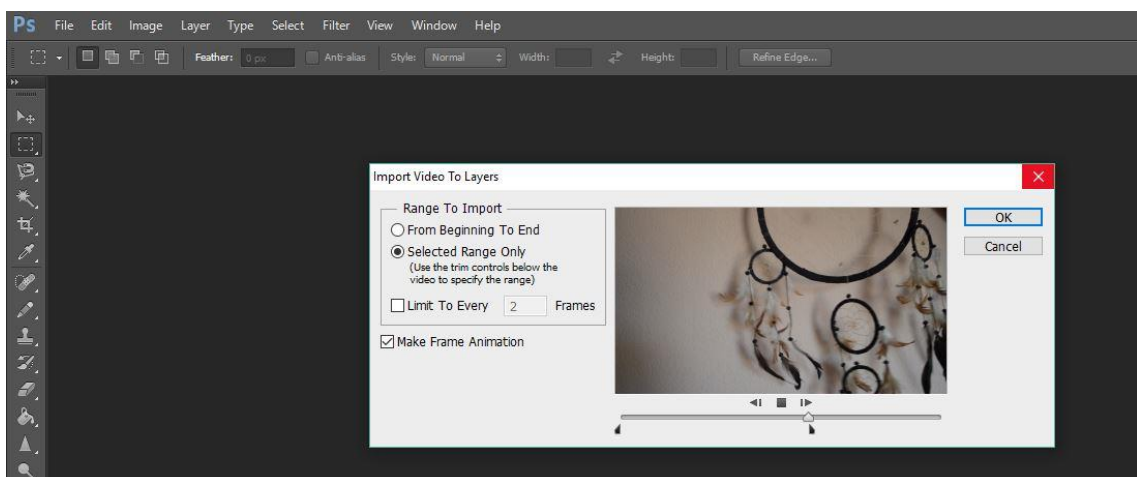 Ps File Edit Image Layer Type Select Filter View Window Help
Feather: 0 px Anti-alias Style: Normal Width: Height: Refine Edge...
Import Video To Layers
Range To Import
From Beginning To End
Selected Range Only
(Use the trim controls below the
video to specify the range)
Limit To Every 2 Frames
Make Frame Animation
OK
Cancel